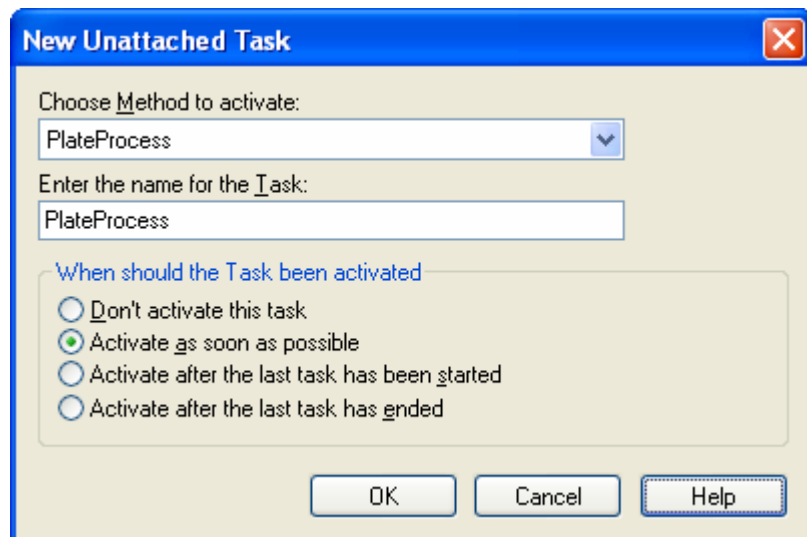 New Unattached Task
Choose Method to activate:
PlateProcess
Enter the name for the Task:
PlateProcess
When should the Task been activated
Don't activate this task
Activate as soon as possible
Activate after the last task has been started
Activate after the last task has ended
OK Cancel Help